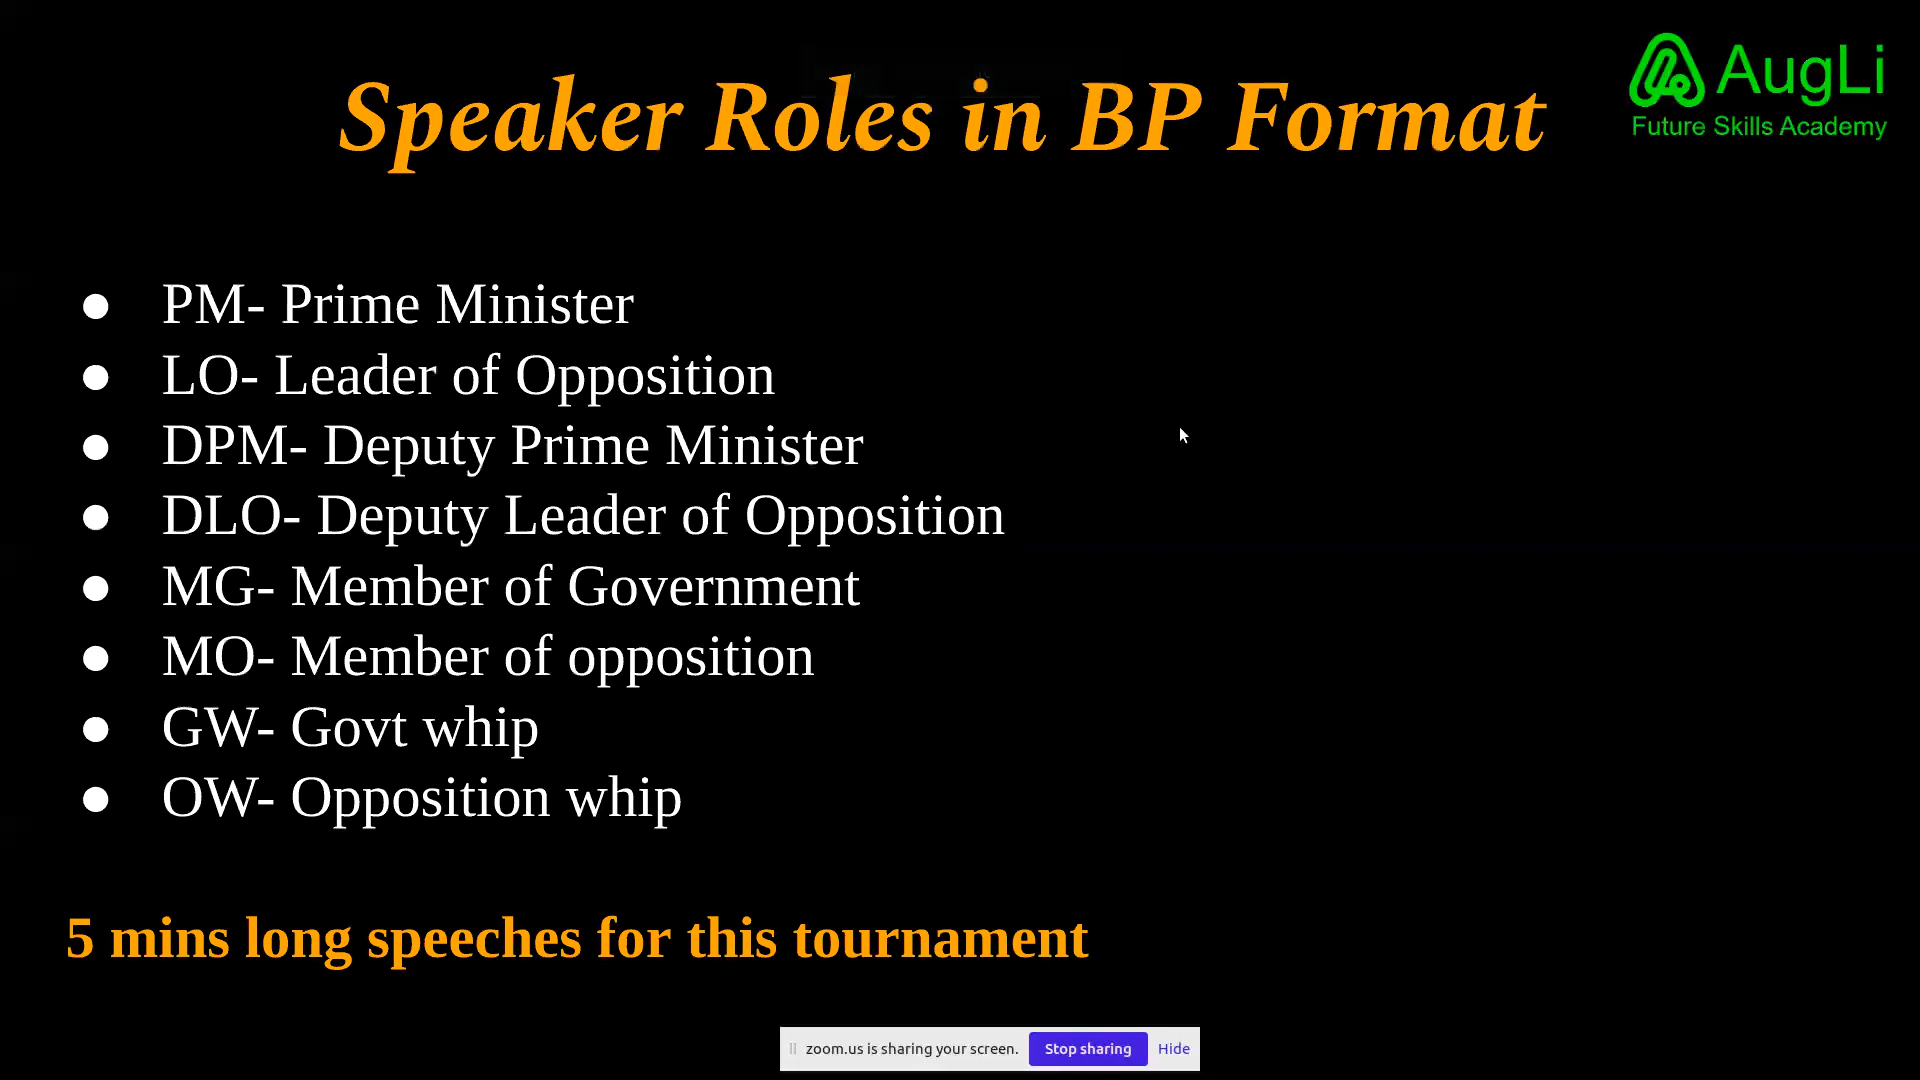 Speaker Roles in BP Format
AugLi
Future Skills Academy
● PM- Prime Minister
● LO- Leader of Opposition
● DPM- Deputy Prime Minister
● DLO- Deputy Leader of Opposition
● MG- Member of Government
● MO- Member of opposition
● GW- Govt whip
● OW- Opposition whip
5 mins long speeches for this tournament
zoom.us is sharing your screen. Stop sharing Hide